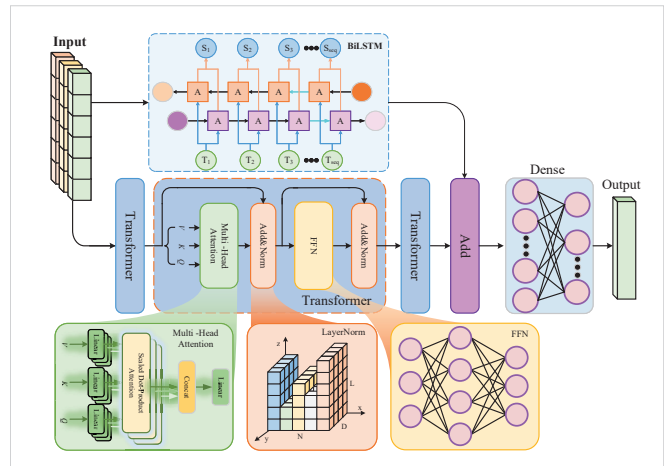 Input
S1 S2 S3 Sseq
BiLSTM
A A A A
A A A A
T1 T2 T3 Tseq
Dense
Output
Transformer
V
K
Q
Multi -Head
Attention
Add&Norm
FFN
Add&Norm
Transformer
Transformer
Add
Multi -Head
Attention
V
K
Q
Linear
Linear
Linear
Scaled Dot-Product
Attention
Concat
Linear
LayerNorm
z
L
x
D
N
y
FFN